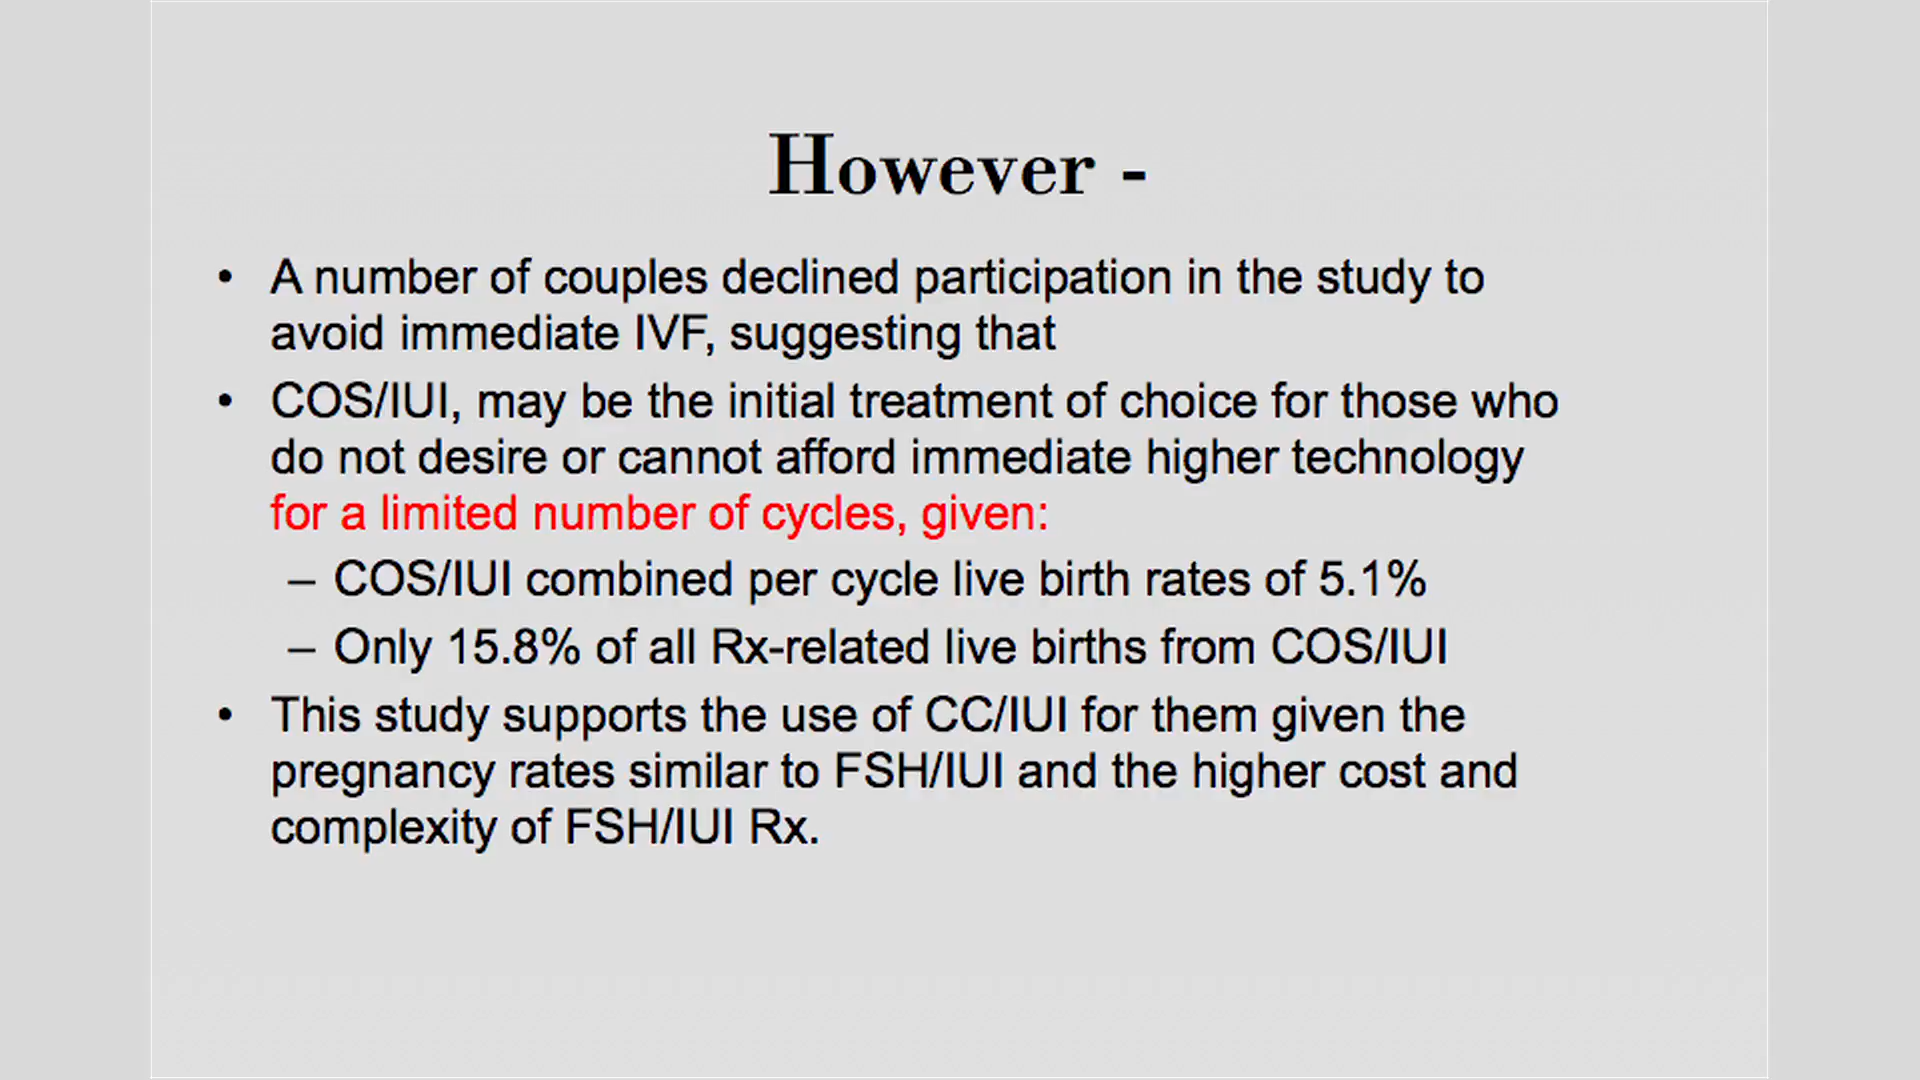 However -
• A number of couples declined participation in the study to
avoid immediate IVF, suggesting that
• COS/IUI, may be the initial treatment of choice for those who
do not desire or cannot afford immediate higher technology
for a limited number of cycles, given:
– COS/IUI combined per cycle live birth rates of 5.1%
– Only 15.8% of all Rx-related live births from COS/IUI
• This study supports the use of CC/IUI for them given the
pregnancy rates similar to FSH/IUI and the higher cost and
complexity of FSH/IUI Rx.